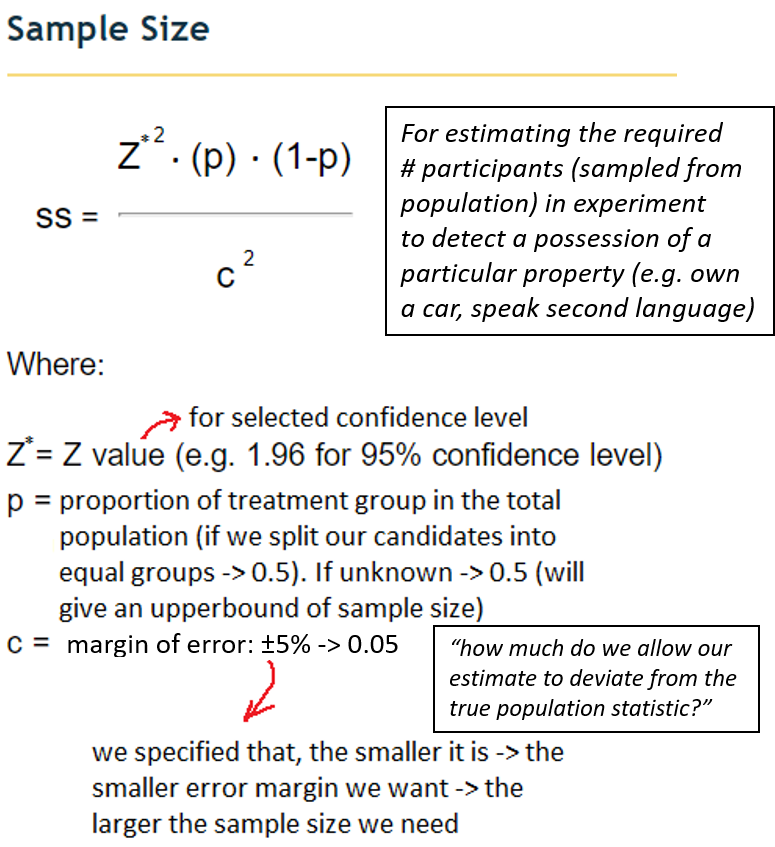 Sample Size
ss =
Z*² · (p) · (1-p)
c ²
For estimating the required
# participants (sampled from
population) in experiment
to detect a possession of a
particular property (e.g. own
a car, speak second language)
Where:
for selected confidence level
Z*= Z value (e.g. 1.96 for 95% confidence level)
p = proportion of treatment group in the total
population (if we split our candidates into
equal groups -> 0.5). If unknown -> 0.5 (will
give an upperbound of sample size)
c = margin of error: ±5% -> 0.05
“how much do we allow our
estimate to deviate from the
true population statistic?”
we specified that, the smaller it is -> the
smaller error margin we want -> the
larger the sample size we need